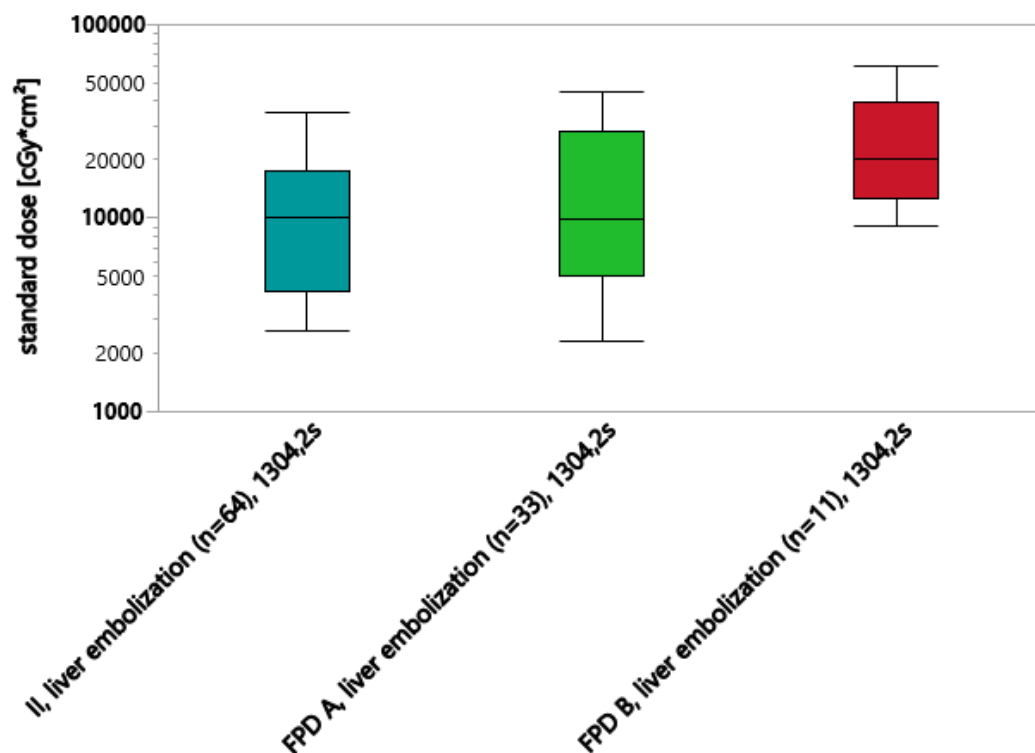 standard dose [cGy*cm²]
100000
50000
20000
10000
5000
2000
1000
II, liver embolization (n=64), 1304,2s
FPD A, liver embolization (n=33), 1304,2s
FPD B, liver embolization (n=11), 1304,2s